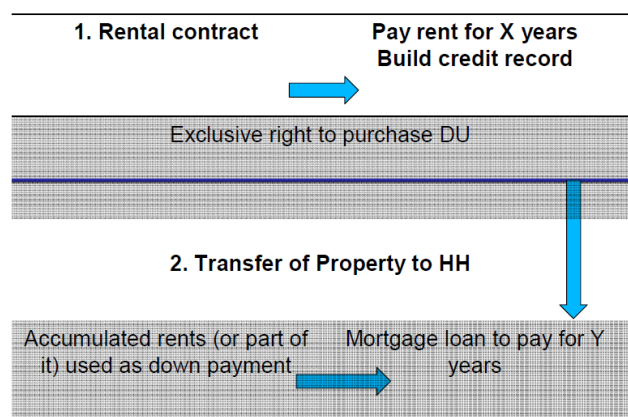 1. Rental contract
Pay rent for X years
Build credit record
Exclusive right to purchase DU
2. Transfer of Property to HH
Accumulated rents (or part of
it) used as down payment
Mortgage loan to pay for Y
years